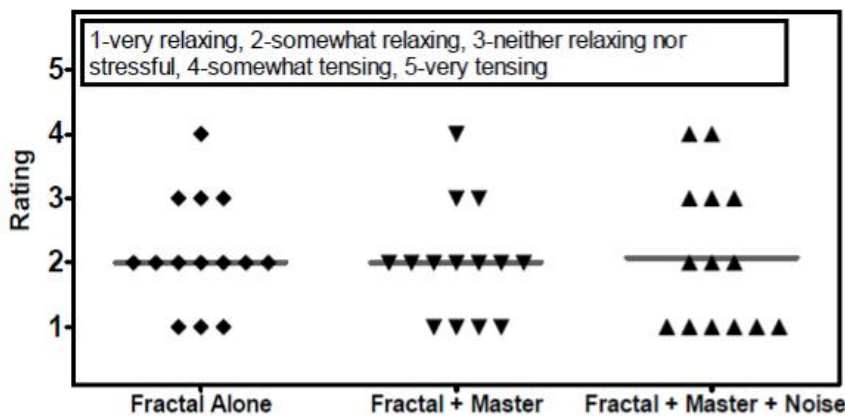 1-very relaxing, 2-somewhat relaxing, 3-neither relaxing nor
stressful, 4-somewhat tensing, 5-very tensing
5
4
3
2
1
Rating
Fractal Alone
Fractal + Master
Fractal + Master + Noise